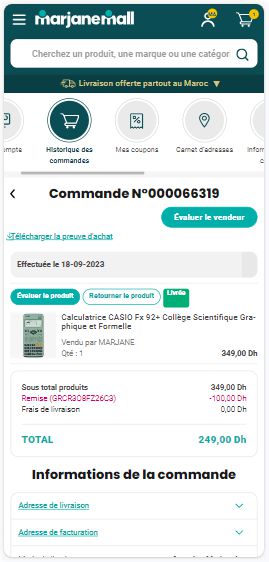 marjanemall
Cherchez un produit, une marque ou une catégor
Livraison offerte partout au Maroc
ompte
Historique des
commandes
Mes coupons
Carnet d'adresses
Infor
Commande N°000066319
Évaluer le vendeur
Télécharger la preuve d'achat
Effectuée le 18-09-2023
Évaluer le produit
Retourner le produit
Livrée
Calculatrice CASIO Fx 92+ Collège Scientifique Gra-
phique et Formelle
Vendu par MARJANE
Qté : 1
349,00 Dh
Sous total produits 349,00 Dh
Remise (GRCR3O8FZ26C3) -100,00 Dh
Frais de livraison 0,00 Dh
TOTAL 249,00 Dh
Informations de la commande
Adresse de livraison
Adresse de facturation